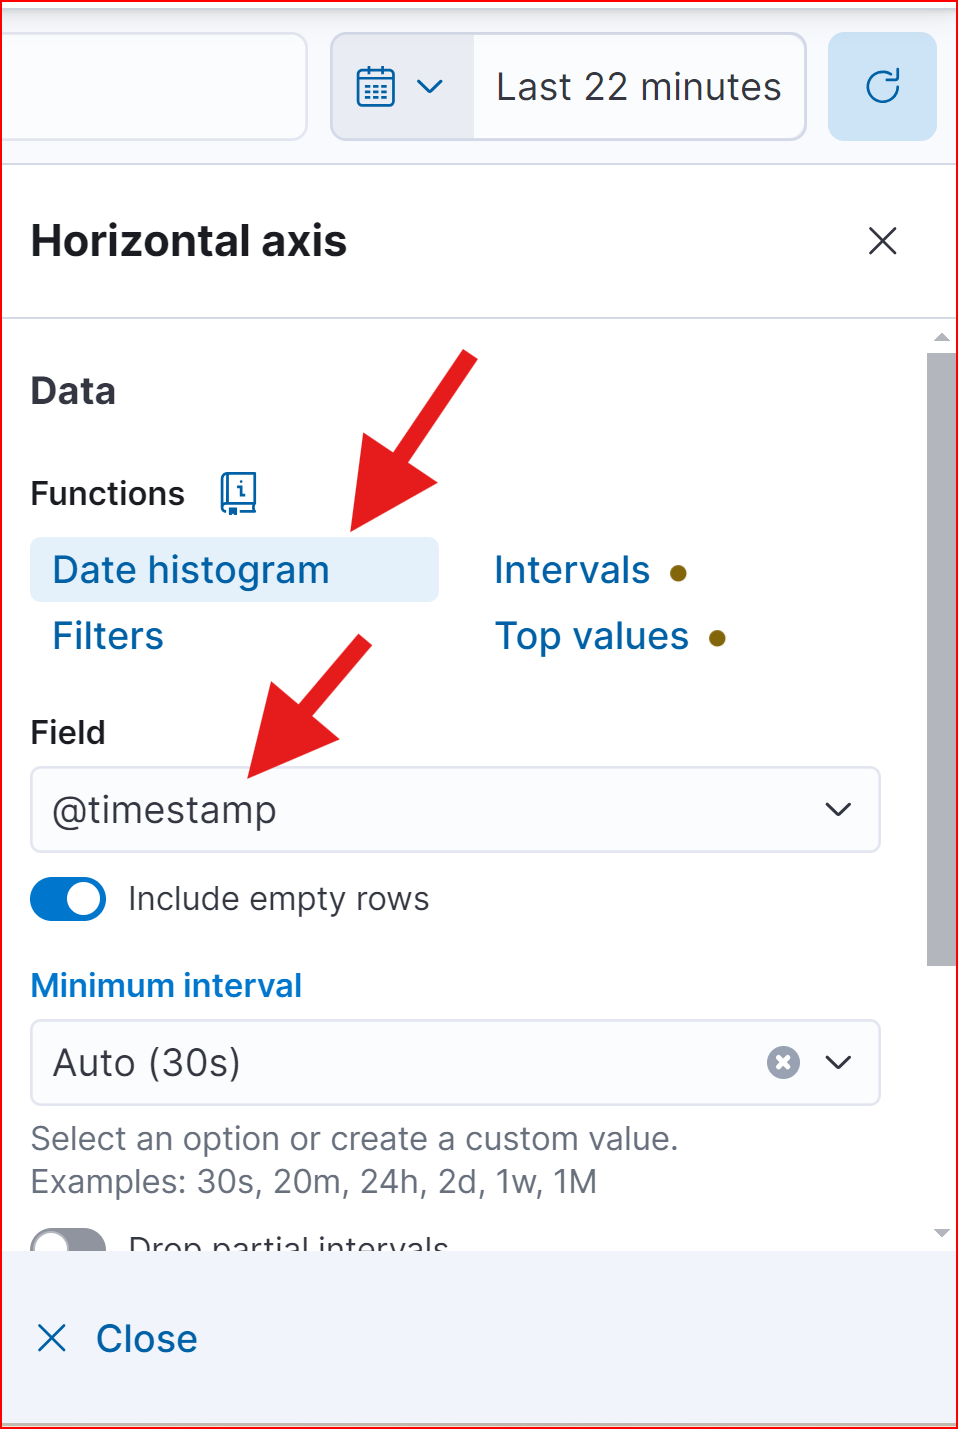 Last 22 minutes
Horizontal axis
Data
Functions
Date histogram
Intervals
Filters
Top values
Field
@timestamp
Include empty rows
Minimum interval
Auto (30s)
Select an option or create a custom value.
Examples: 30s, 20m, 24h, 2d, 1w, 1M
Drop partial intervals
Close